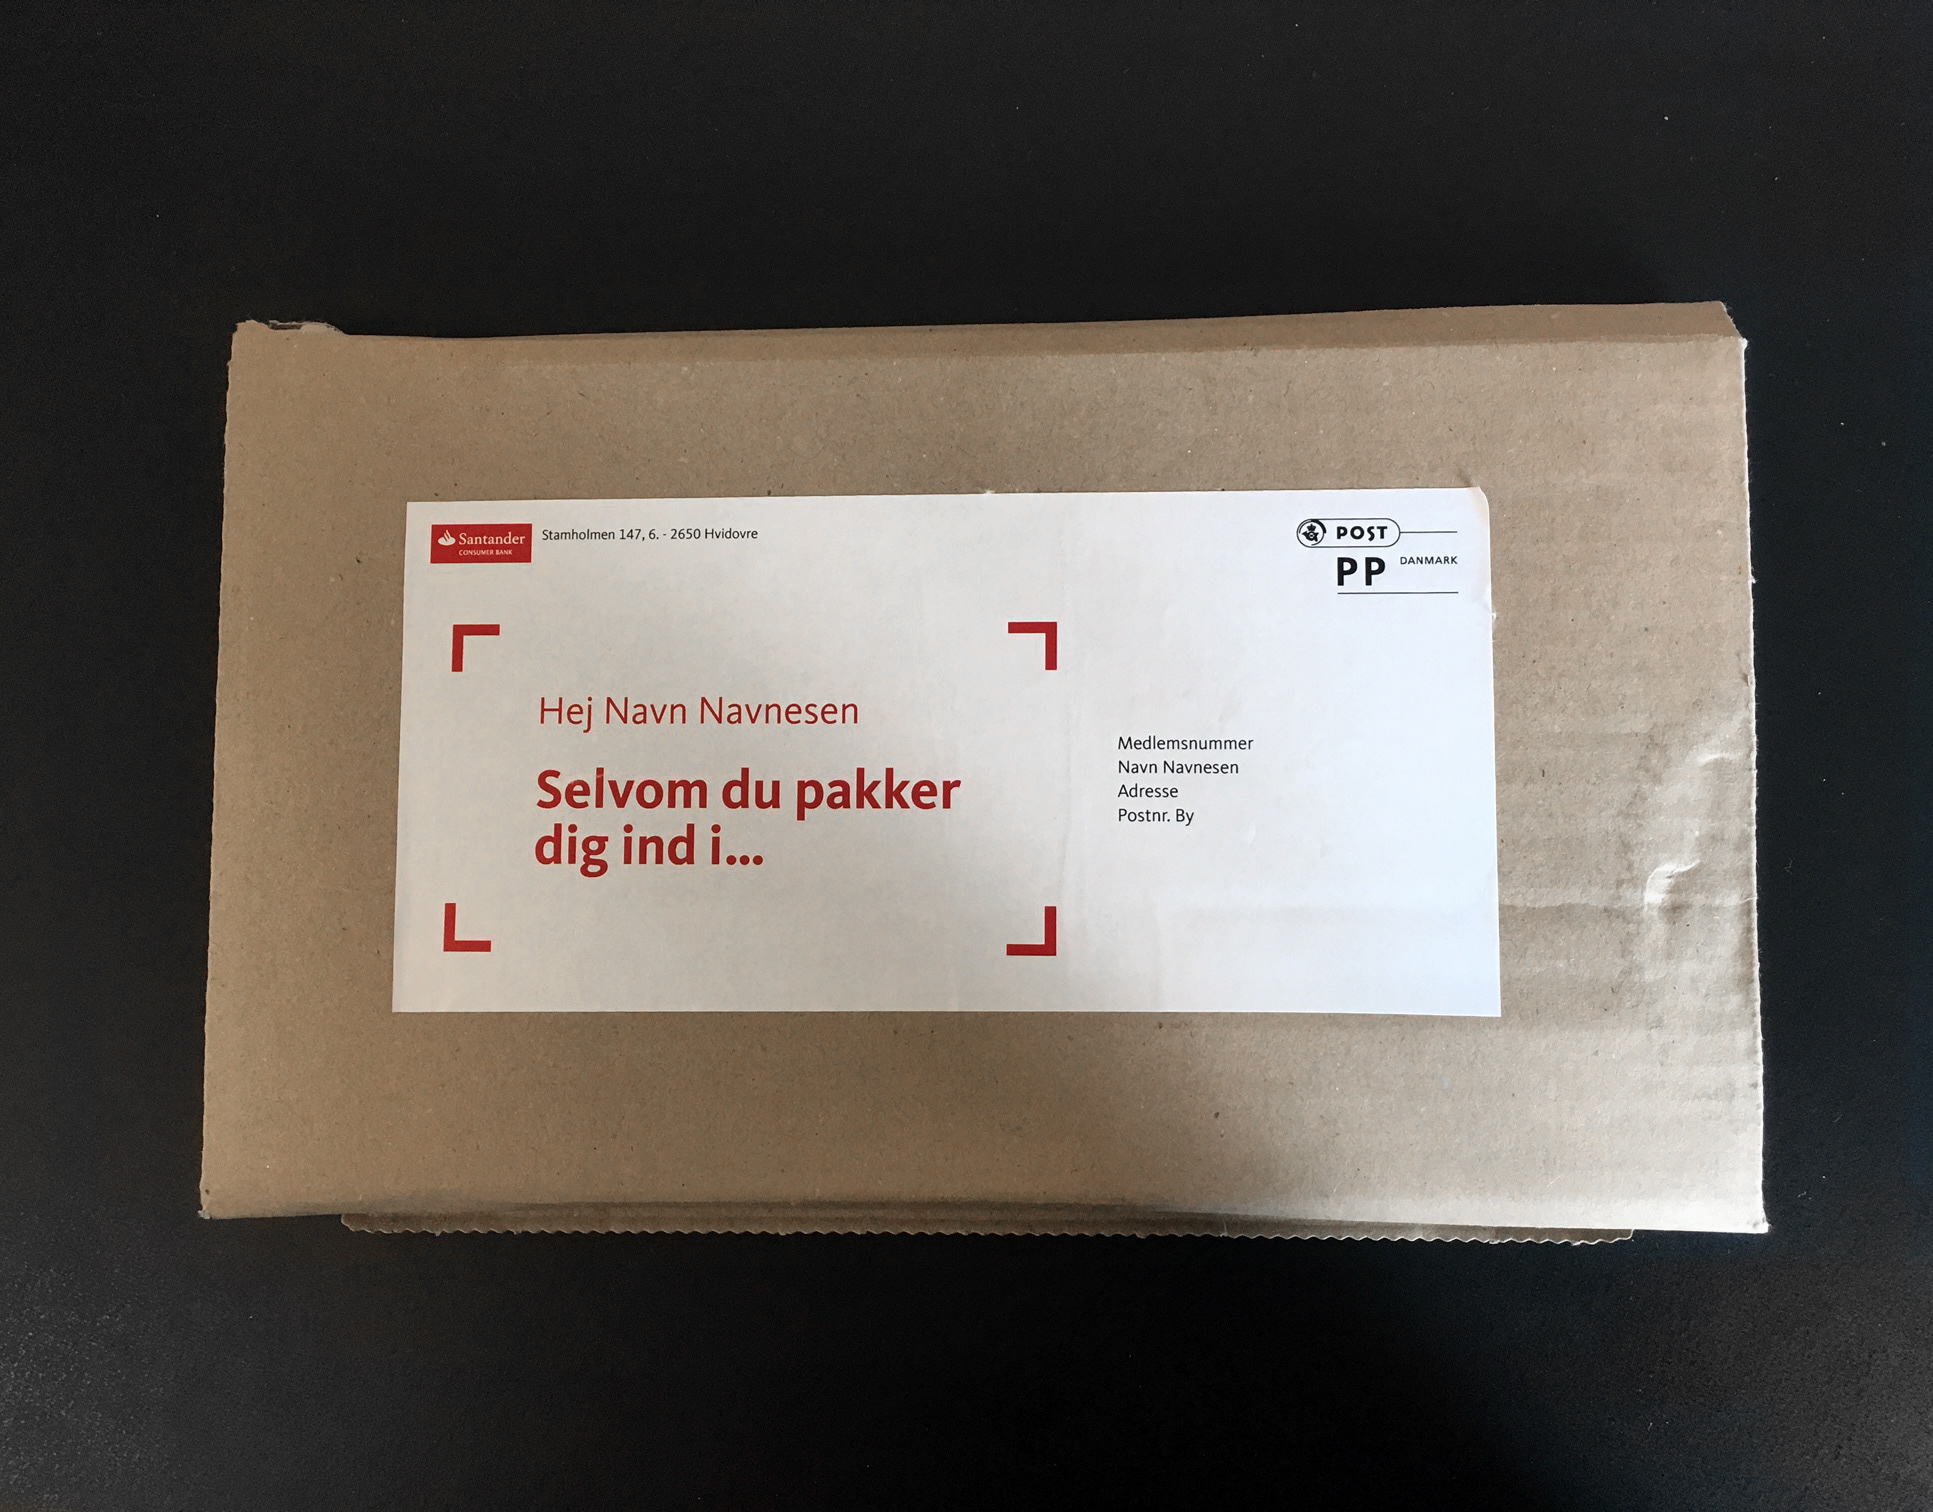 Santander
CONSUMER BANK
Stamholmen 147, 6. - 2650 Hvidovre
POST
PP DANMARK
Hej Navn Navnesen
Selvom du pakker
dig ind i...
Medlemsnummer
Navn Navnesen
Adresse
Postnr. By